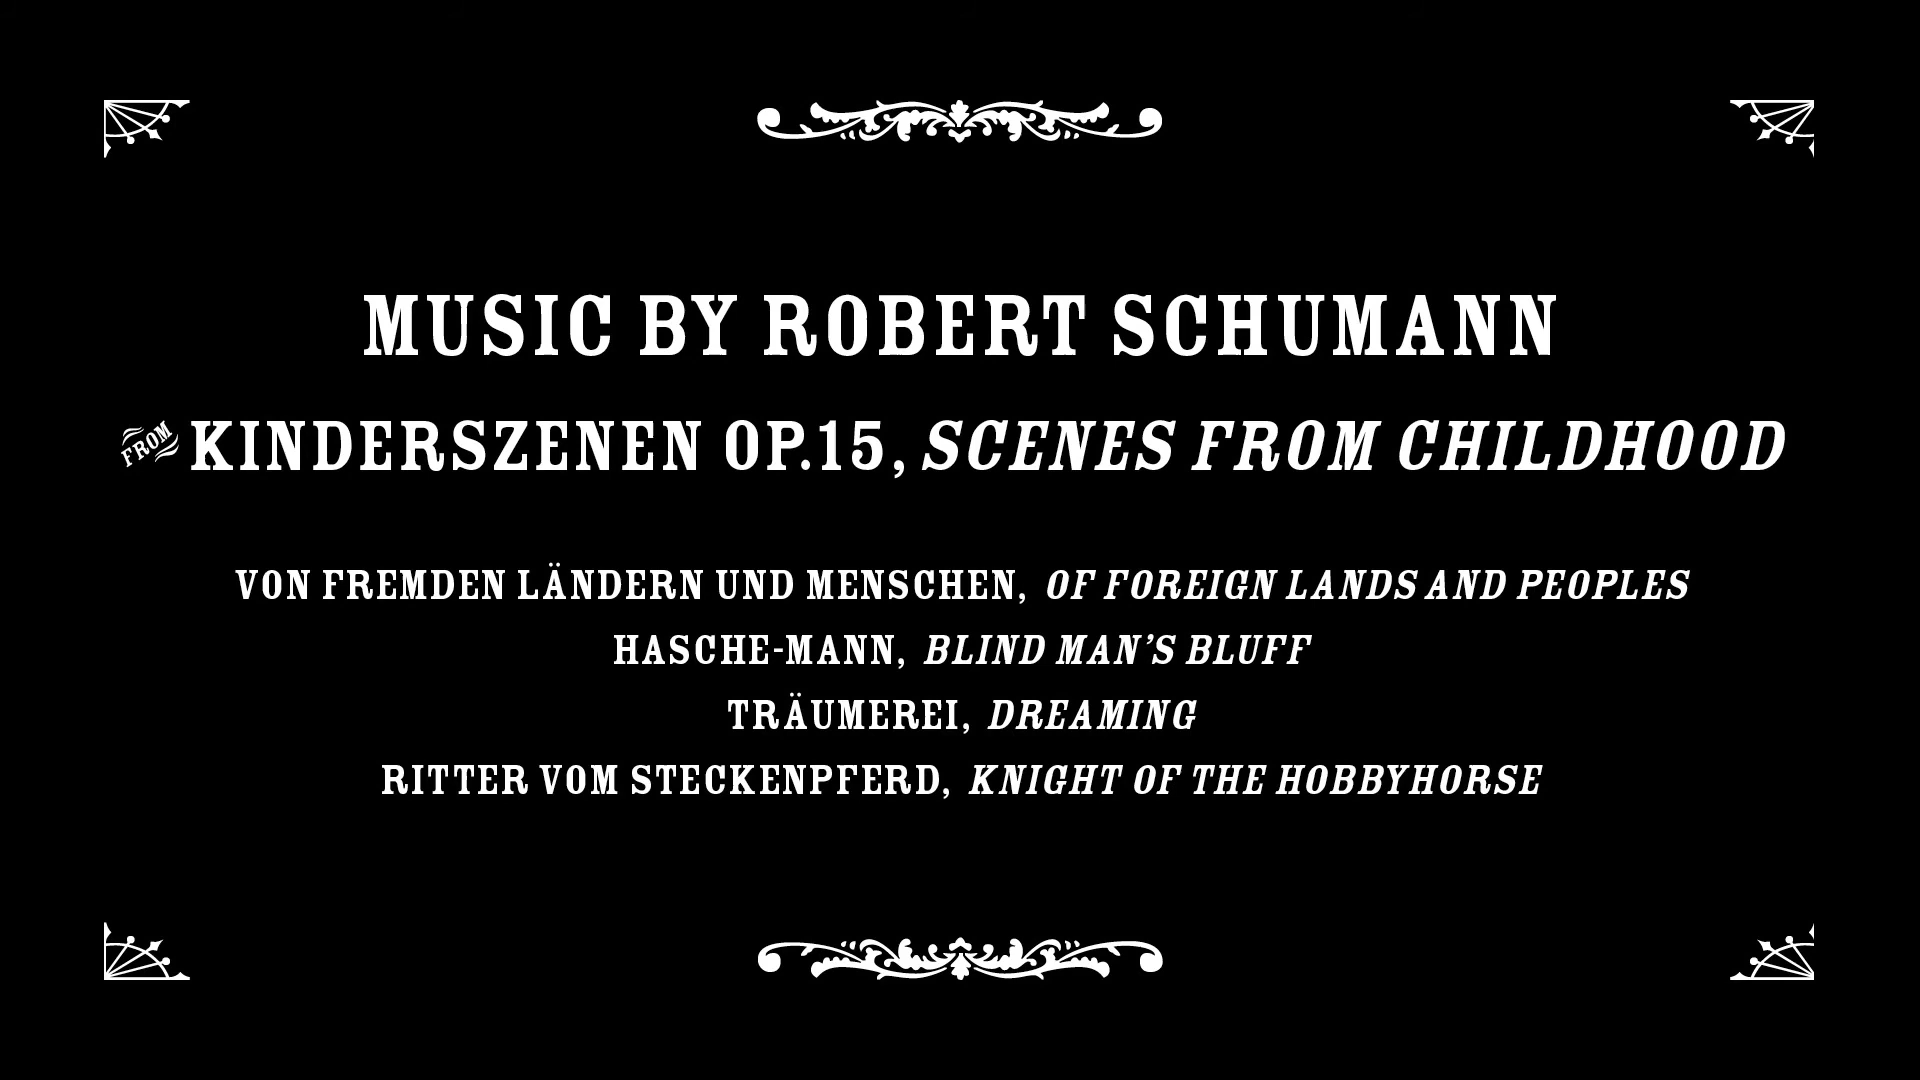 MUSIC BY ROBERT SCHUMANN
FROM KINDERSZENEN OP.15, SCENES FROM CHILDHOOD
VON FREMDEN LÄNDERN UND MENSCHEN, OF FOREIGN LANDS AND PEOPLES
HASCHE-MANN, BLIND MAN'S BLUFF
TRÄUMEREI, DREAMING
RITTER VOM STECKENPFERD, KNIGHT OF THE HOBBYHORSE